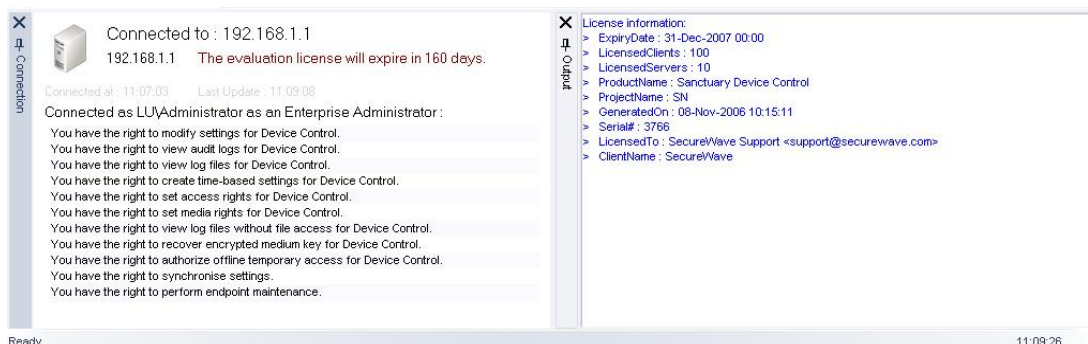 Connection
Connected to : 192.168.1.1
192.168.1.1 The evaluation license will expire in 160 days.
Connected at : 11:07:03 Last Update : 11:09:08
Connected as LU\Administrator as an Enterprise Administrator :
You have the right to modify settings for Device Control.
You have the right to view audit logs for Device Control.
You have the right to view log files for Device Control.
You have the right to create time-based settings for Device Control.
You have the right to set access rights for Device Control.
You have the right to set media rights for Device Control.
You have the right to view log files without file access for Device Control.
You have the right to recover encrypted medium key for Device Control.
You have the right to authorize offline temporary access for Device Control.
You have the right to synchronise settings.
You have the right to perform endpoint maintenance.
Output
License information:
> ExpiryDate : 31-Dec-2007 00:00
> LicensedClients : 100
> LicensedServers : 10
> ProductName : Sanctuary Device Control
> ProjectName : SN
> GeneratedOn : 08-Nov-2006 10:15:11
> Serial# : 3766
> LicensedTo : SecureWave Support <support@securewave.com>
> ClientName : SecureWave
Ready 11:09:26